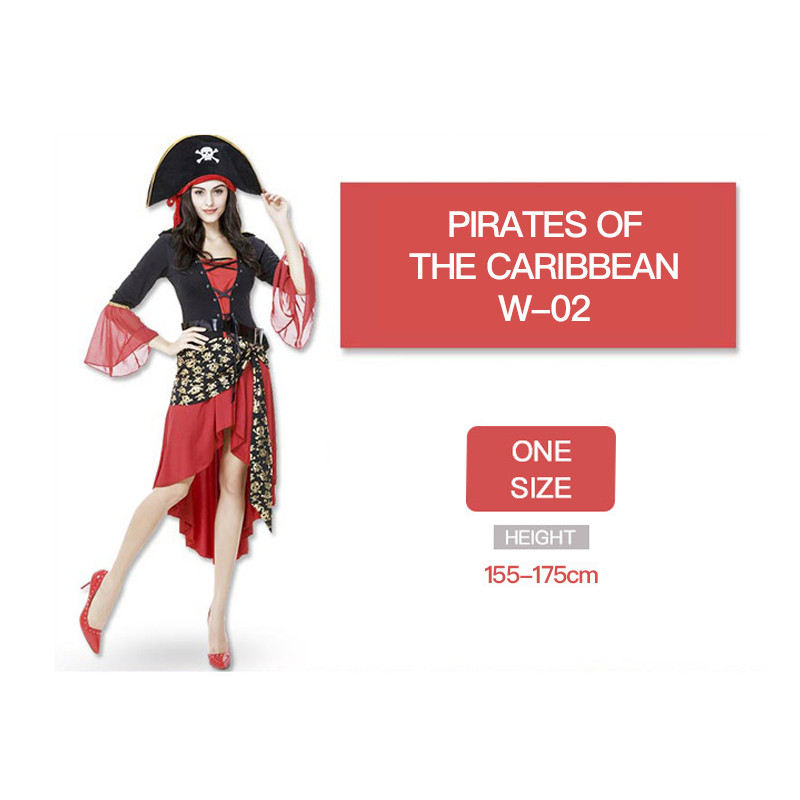 PIRATES OF
THE CARIBBEAN
W-02
ONE
SIZE
HEIGHT
155-175cm